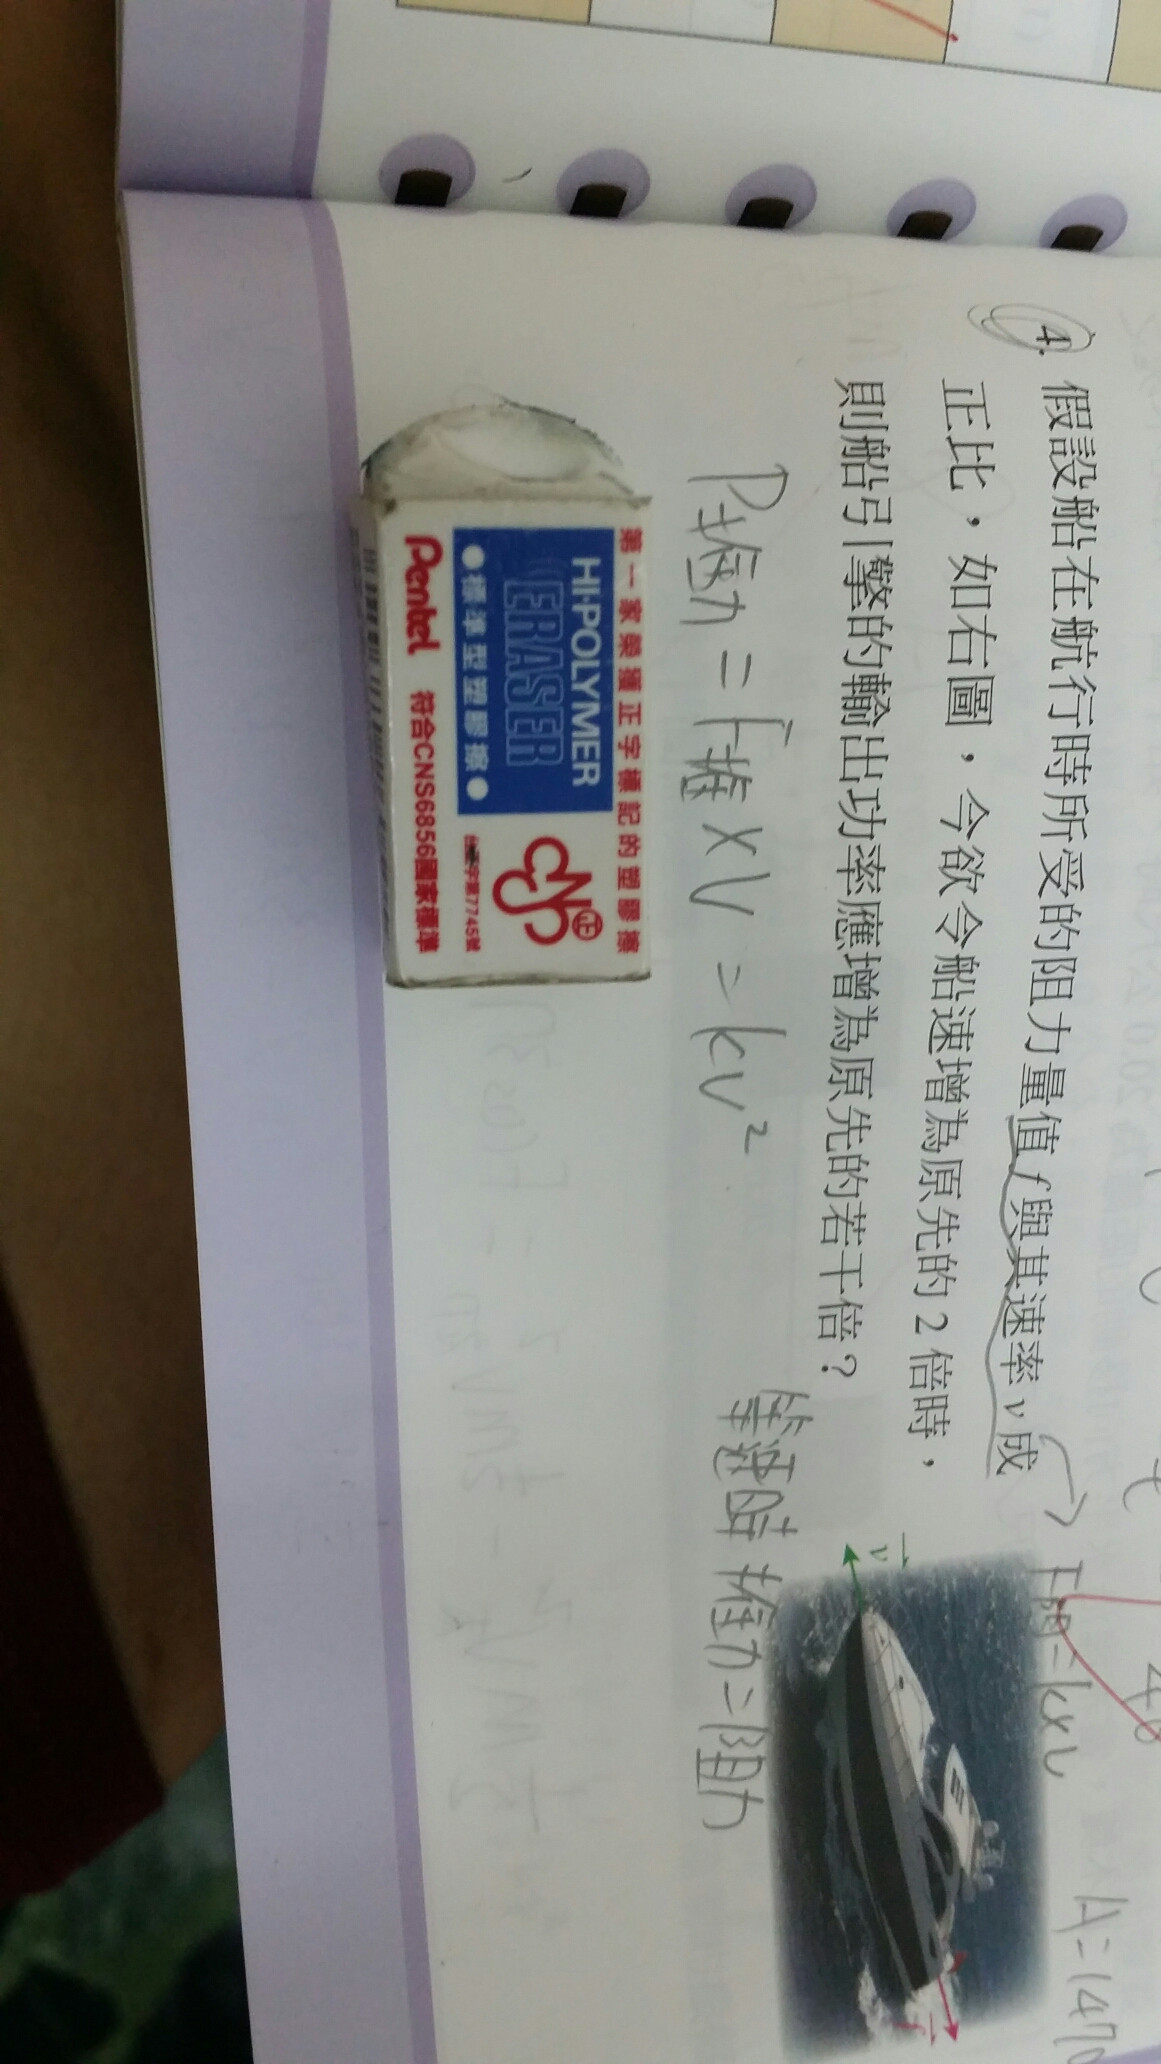 4. 假設船在航行時所受的阻力量值 f 與其速率 v 成
正比，如右圖，今欲令船速增為原先的 2 倍時，
則船引擎的輸出功率應增為原先的若干倍？
F阻=kxv
A=1470
v
f
P推力 = F推 x V = kv²
等速時 推力=阻力
第一家榮獲正字標記的塑膠擦
HI-POLYMER
ERASER
●標準型塑膠擦●
正
Pentel 符合CNS6856國家標準